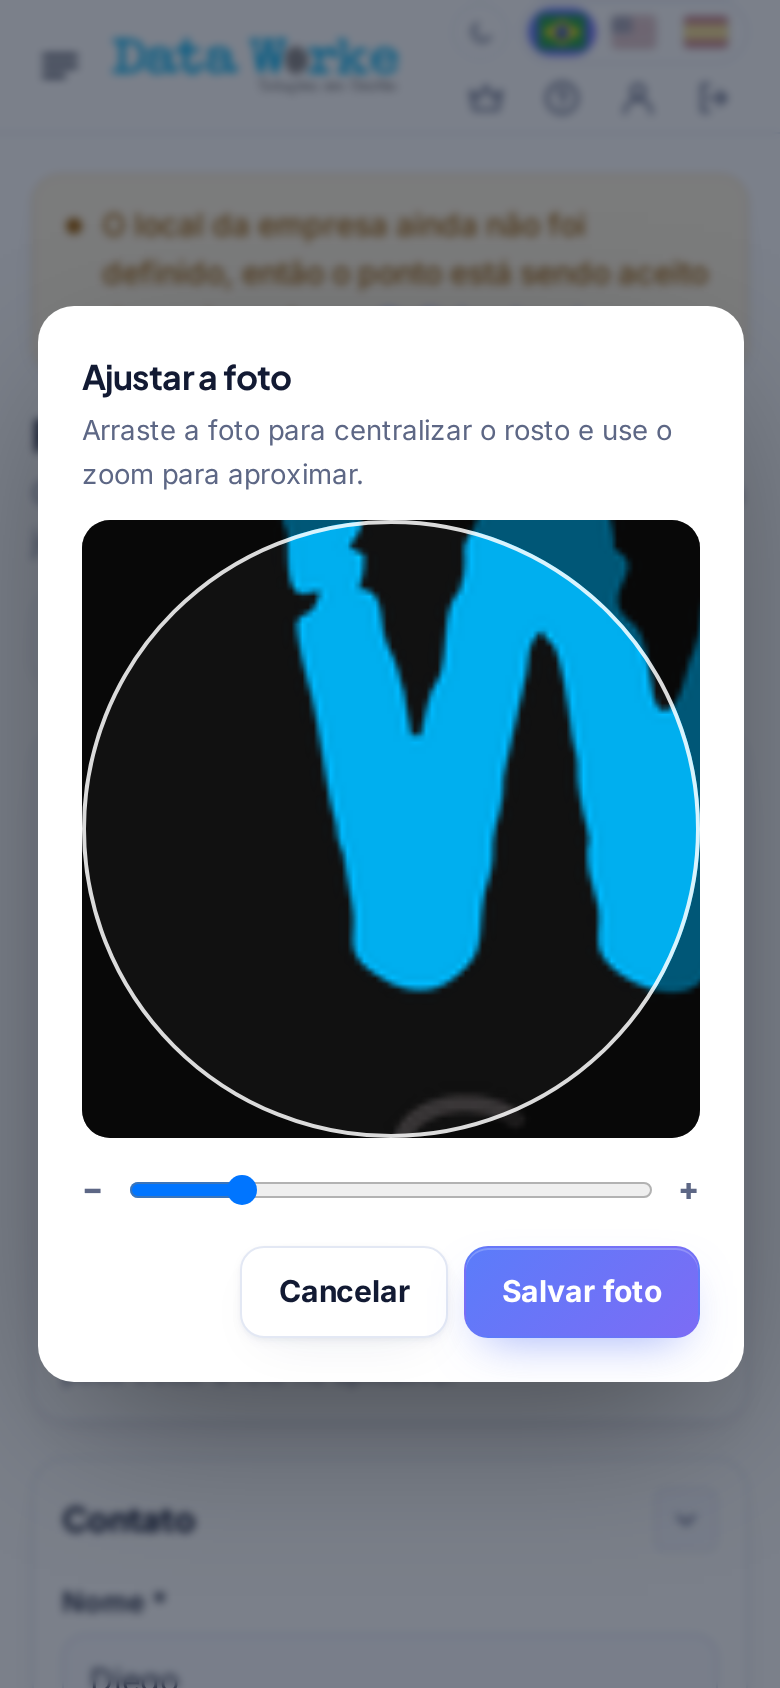 Data Worke
O local da empresa ainda não foi
definido, então o ponto está sendo aceito
Ajustar a foto
Arraste a foto para centralizar o rosto e use o
zoom para aproximar.
W
− +
Cancelar Salvar foto
Contato
Nome *
Diego